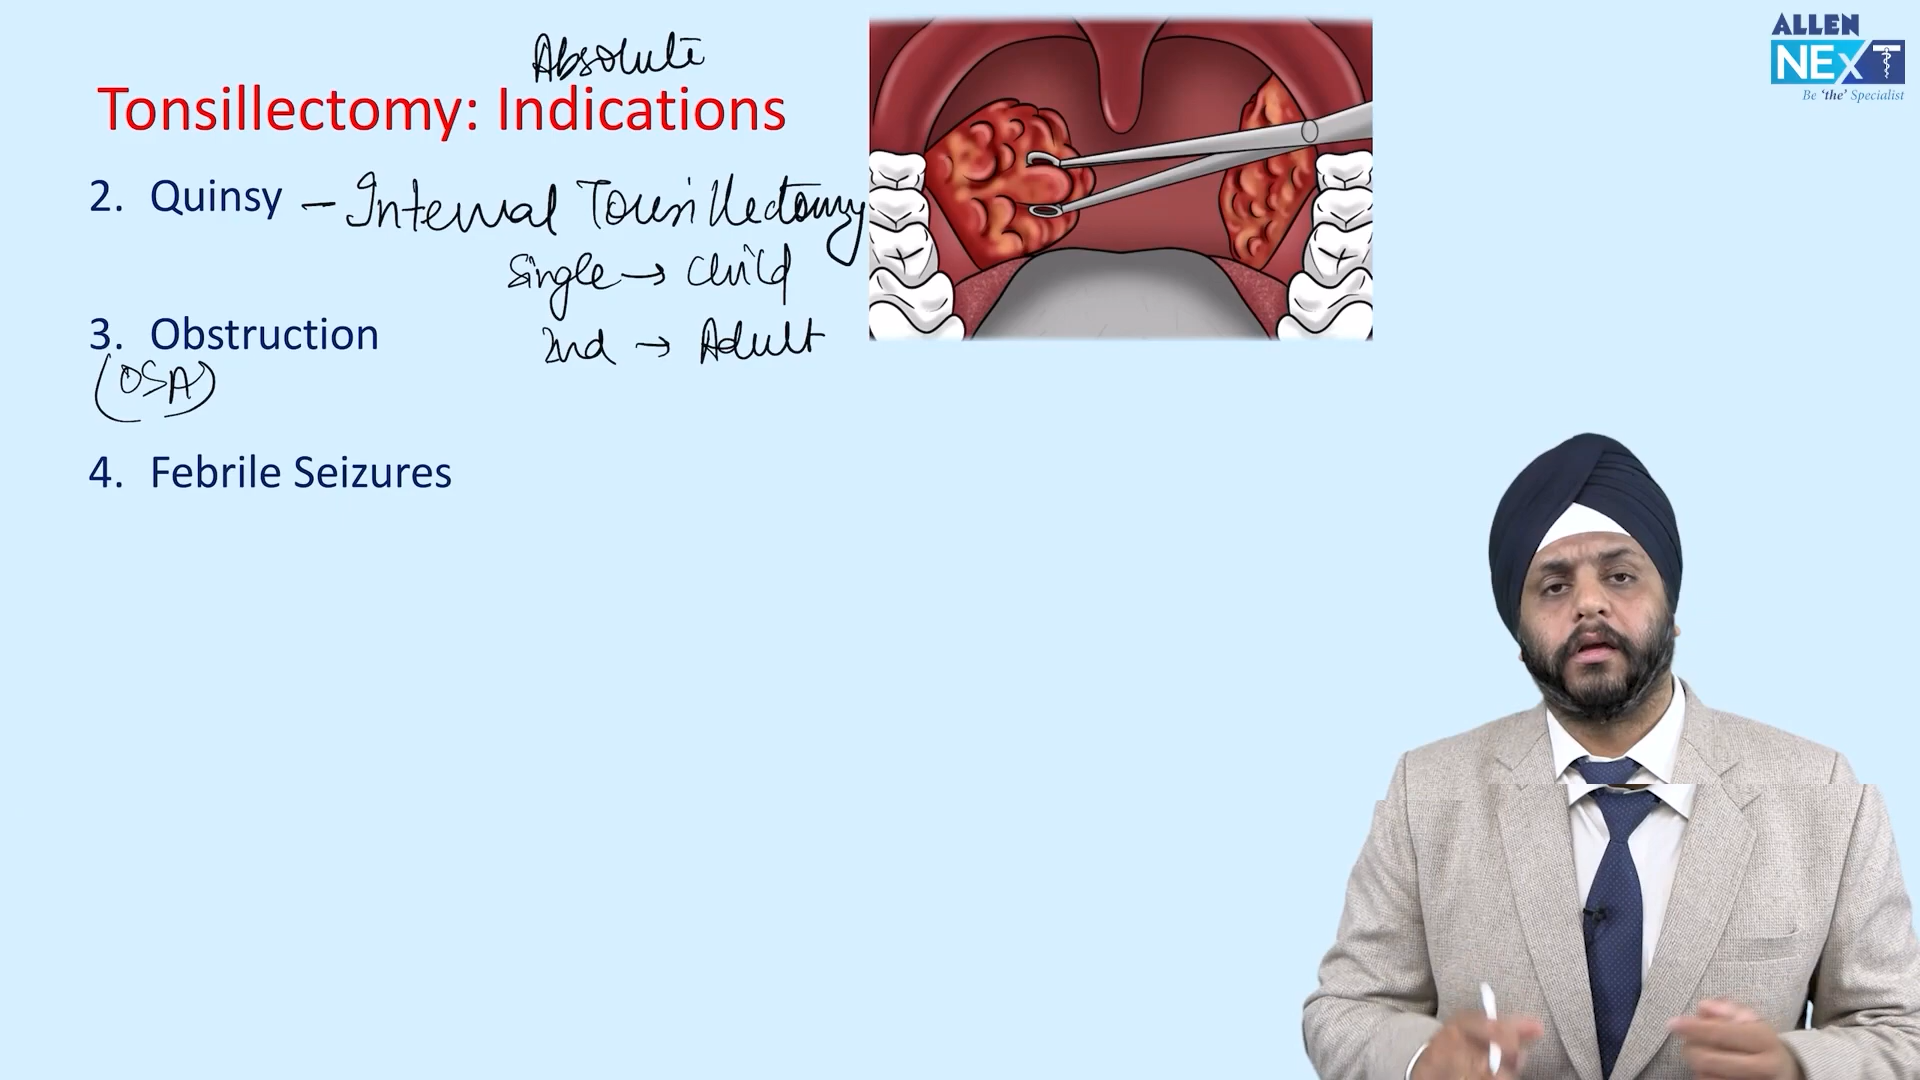 Absolute
Tonsillectomy: Indications
2. Quinsy – Interval Tonsillectomy
Single → Child
3. Obstruction
2nd → Adult
(OSA)
4. Febrile Seizures
ALLEN
NExT
Be 'the' Specialist